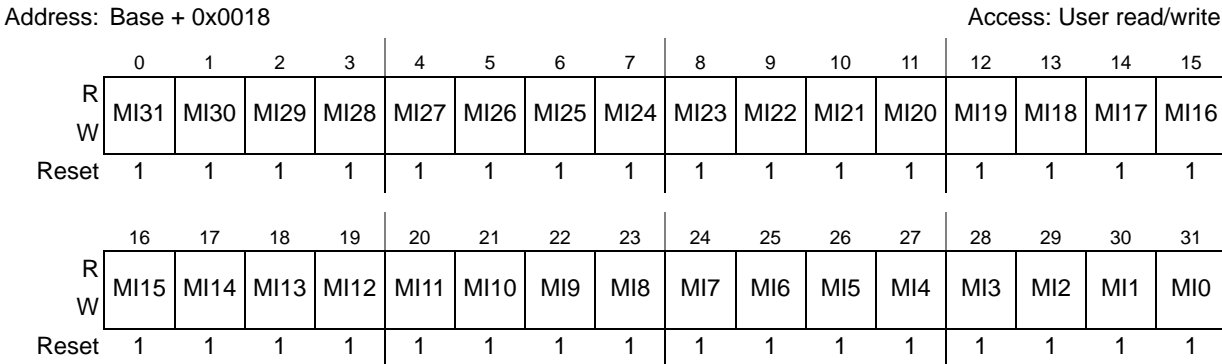 Address: Base + 0x0018 Access: User read/write
0 1 2 3 4 5 6 7 8 9 10 11 12 13 14 15
R
MI31 MI30 MI29 MI28 MI27 MI26 MI25 MI24 MI23 MI22 MI21 MI20 MI19 MI18 MI17 MI16
W
Reset 1 1 1 1 1 1 1 1 1 1 1 1 1 1 1 1
16 17 18 19 20 21 22 23 24 25 26 27 28 29 30 31
R
MI15 MI14 MI13 MI12 MI11 MI10 MI9 MI8 MI7 MI6 MI5 MI4 MI3 MI2 MI1 MI0
W
Reset 1 1 1 1 1 1 1 1 1 1 1 1 1 1 1 1